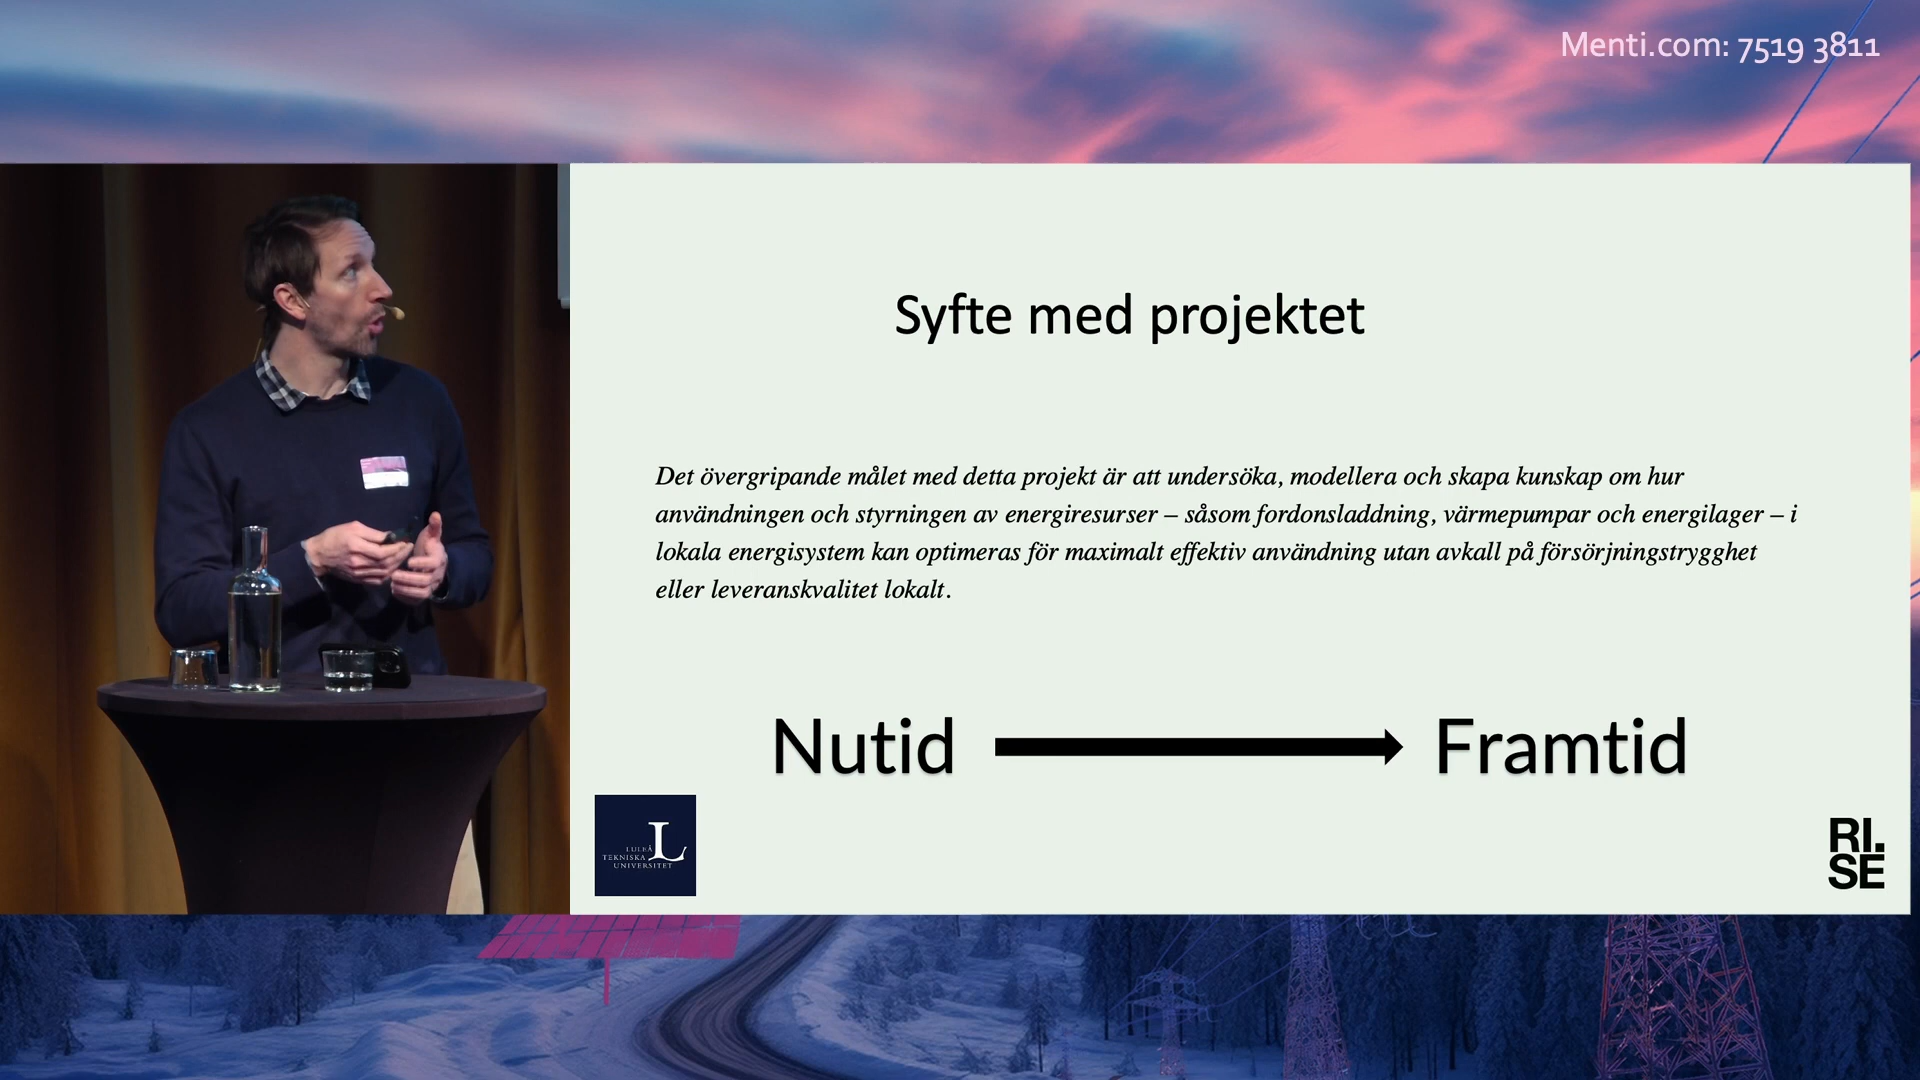 Menti.com: 7519 3811
Syfte med projektet
Det övergripande målet med detta projekt är att undersöka, modellera och skapa kunskap om hur
användningen och styrningen av energiresurser – såsom fordonsladdning, värmepumpar och energilager – i
lokala energisystem kan optimeras för maximalt effektiv användning utan avkall på försörjningstrygghet
eller leveranskvalitet lokalt.
Nutid
Framtid
LULEÅ
TEKNISKA
UNIVERSITET
L
RI.
SE